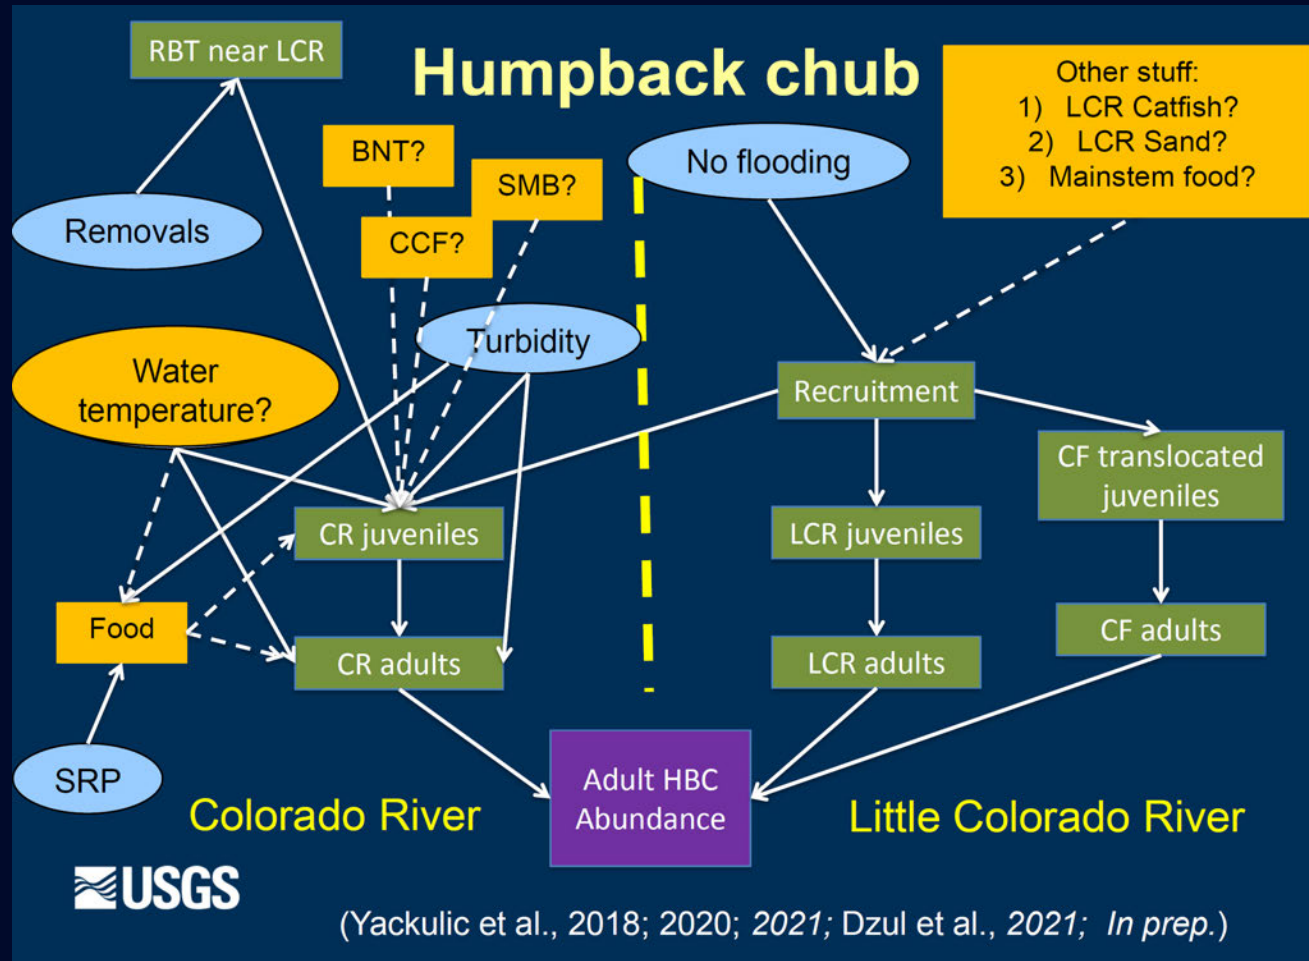 RBT near LCR
Humpback chub
Other stuff:
1) LCR Catfish?
2) LCR Sand?
3) Mainstem food?
BNT?
SMB?
No flooding
Removals
CCF?
Turbidity
Water
temperature?
Recruitment
CF translocated
juveniles
CR juveniles
LCR juveniles
Food
CR adults
LCR adults
CF adults
SRP
Adult HBC
Abundance
Colorado River
Little Colorado River
USGS
(Yackulic et al., 2018; 2020; 2021; Dzul et al., 2021; In prep.)